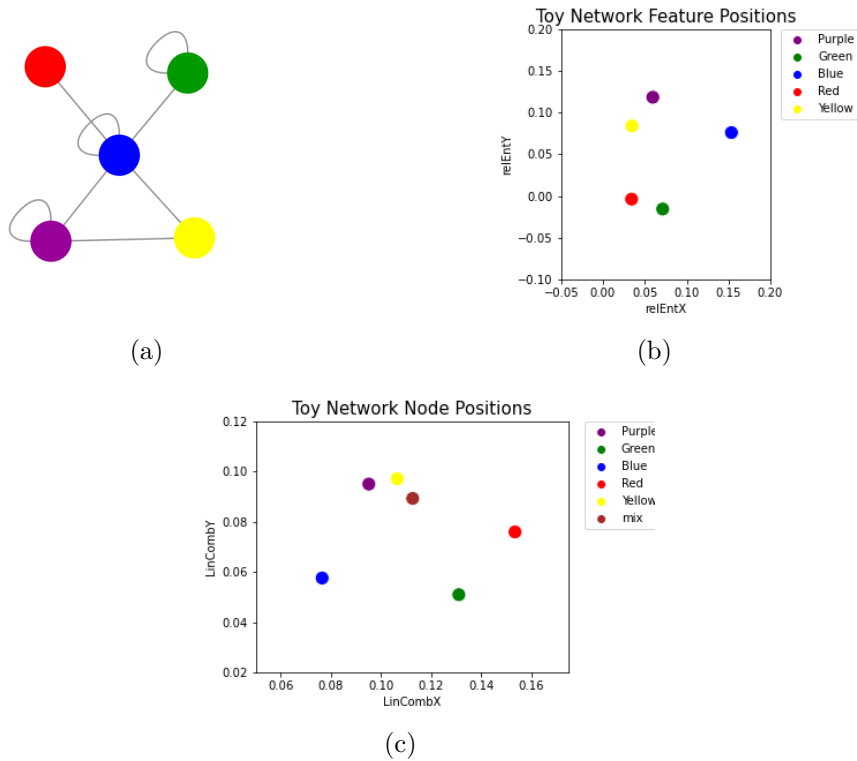 Toy Network Feature Positions
0.20
0.15
0.10
0.05
0.00
−0.05
−0.10
relEntY
−0.05
0.00
0.05
0.10
0.15
0.20
relEntX
Purple
Green
Blue
Red
Yellow
(a)
(b)
Toy Network Node Positions
0.12
0.10
0.08
0.06
0.04
0.02
LinCombY
0.06
0.08
0.10
0.12
0.14
0.16
LinCombX
Purple
Green
Blue
Red
Yellow
mix
(c)